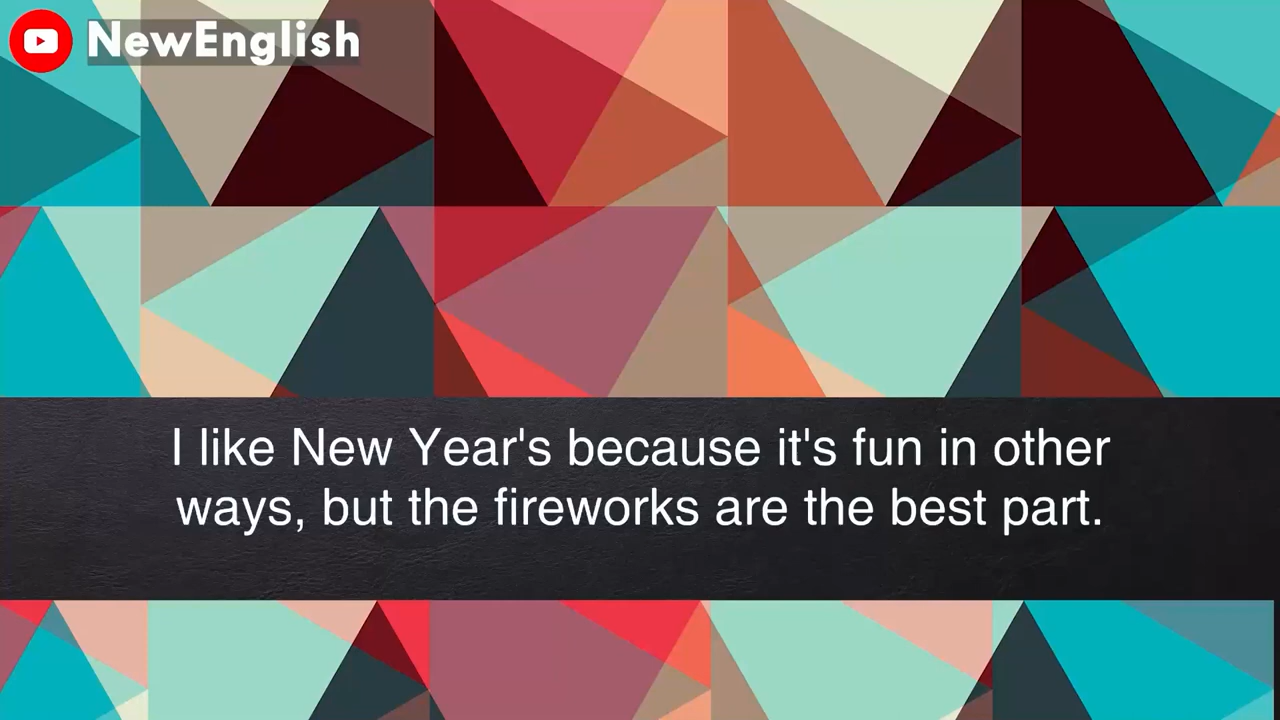 NewEnglish
I like New Year's because it's fun in other
ways, but the fireworks are the best part.